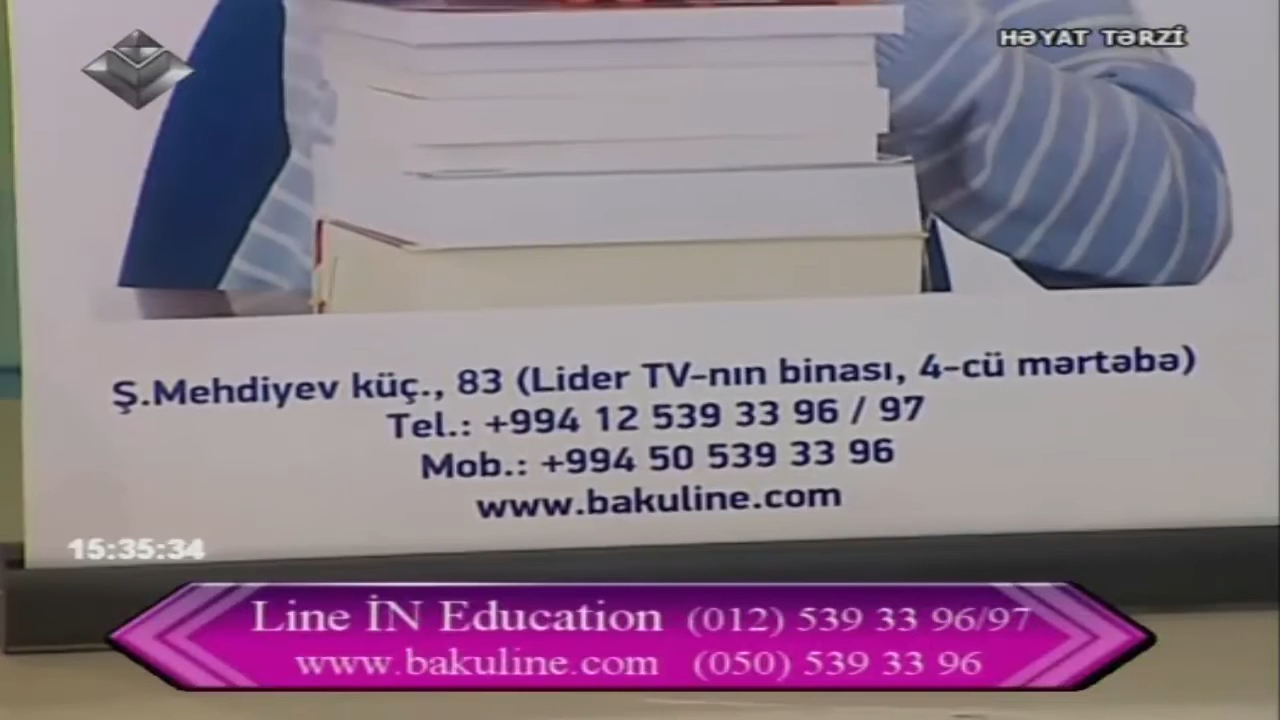 HƏYAT TƏRZİ
Ş.Mehdiyev küç., 83 (Lider TV-nın binası, 4-cü mərtəbə)
Tel.: +994 12 539 33 96 / 97
Mob.: +994 50 539 33 96
www.bakuline.com
15:35:34
Line İN Education (012) 539 33 96/97
www.bakuline.com (050) 539 33 96